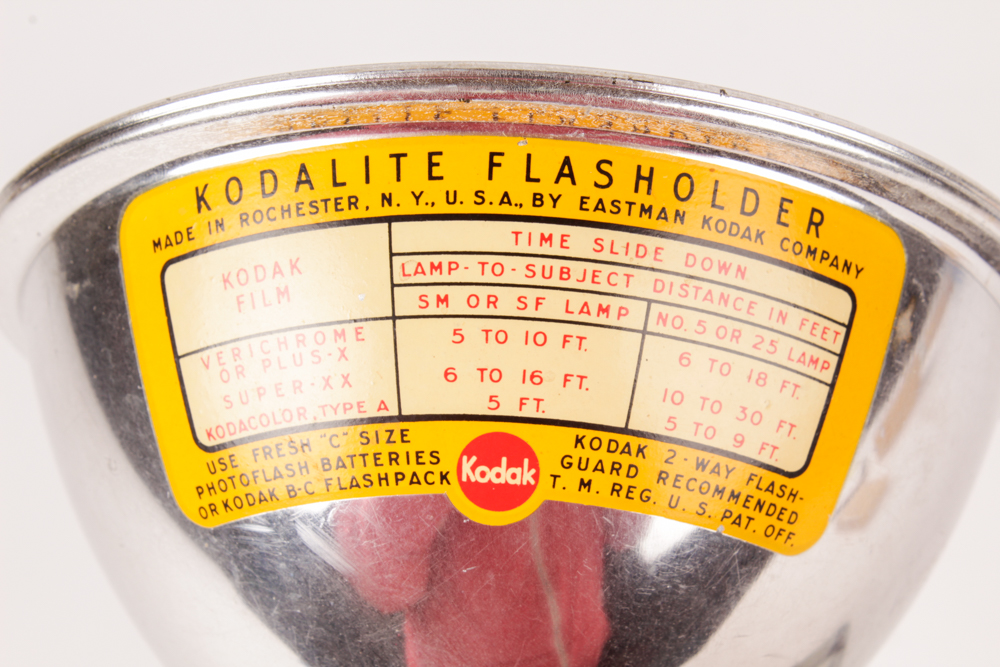 KODALITE FLASHOLDER
MADE IN ROCHESTER, N. Y., U. S. A., BY EASTMAN KODAK COMPANY
KODAK FILM
TIME SLIDE DOWN
LAMP-TO-SUBJECT DISTANCE IN FEET
SM OR SF LAMP
NO. 5 OR 25 LAMP
VERICHROME OR PLUS-X
5 TO 10 FT.
6 TO 18 FT.
SUPER-XX
6 TO 16 FT.
10 TO 30 FT.
KODACOLOR, TYPE A
5 FT.
5 TO 9 FT.
USE FRESH "C" SIZE
PHOTOFLASH BATTERIES
OR KODAK B-C FLASHPACK
Kodak
KODAK 2-WAY FLASH-
GUARD RECOMMENDED
T. M. REG. U. S. PAT. OFF.